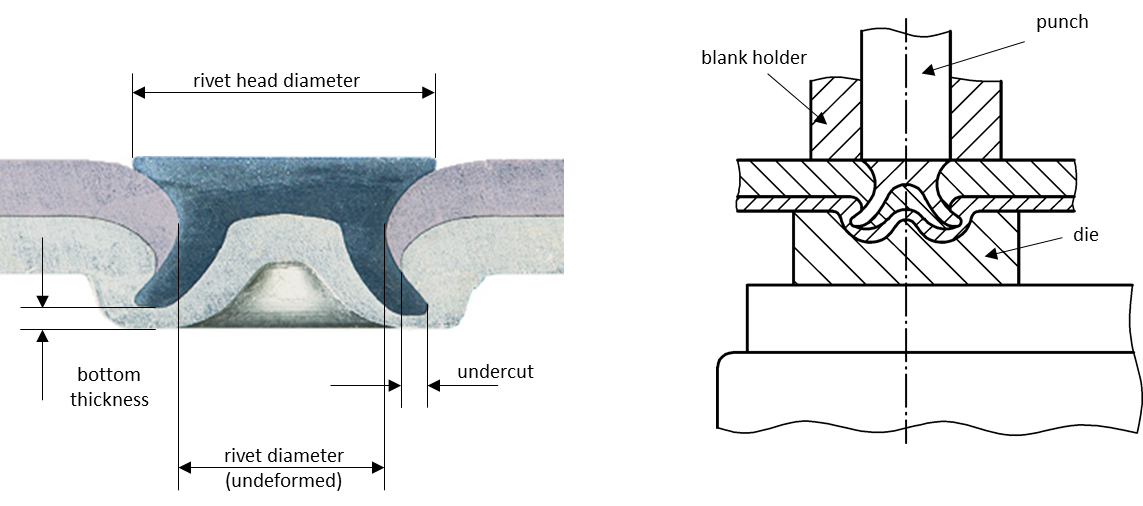 rivet head diameter
bottom
thickness
undercut
rivet diameter
(undeformed)
punch
blank holder
die